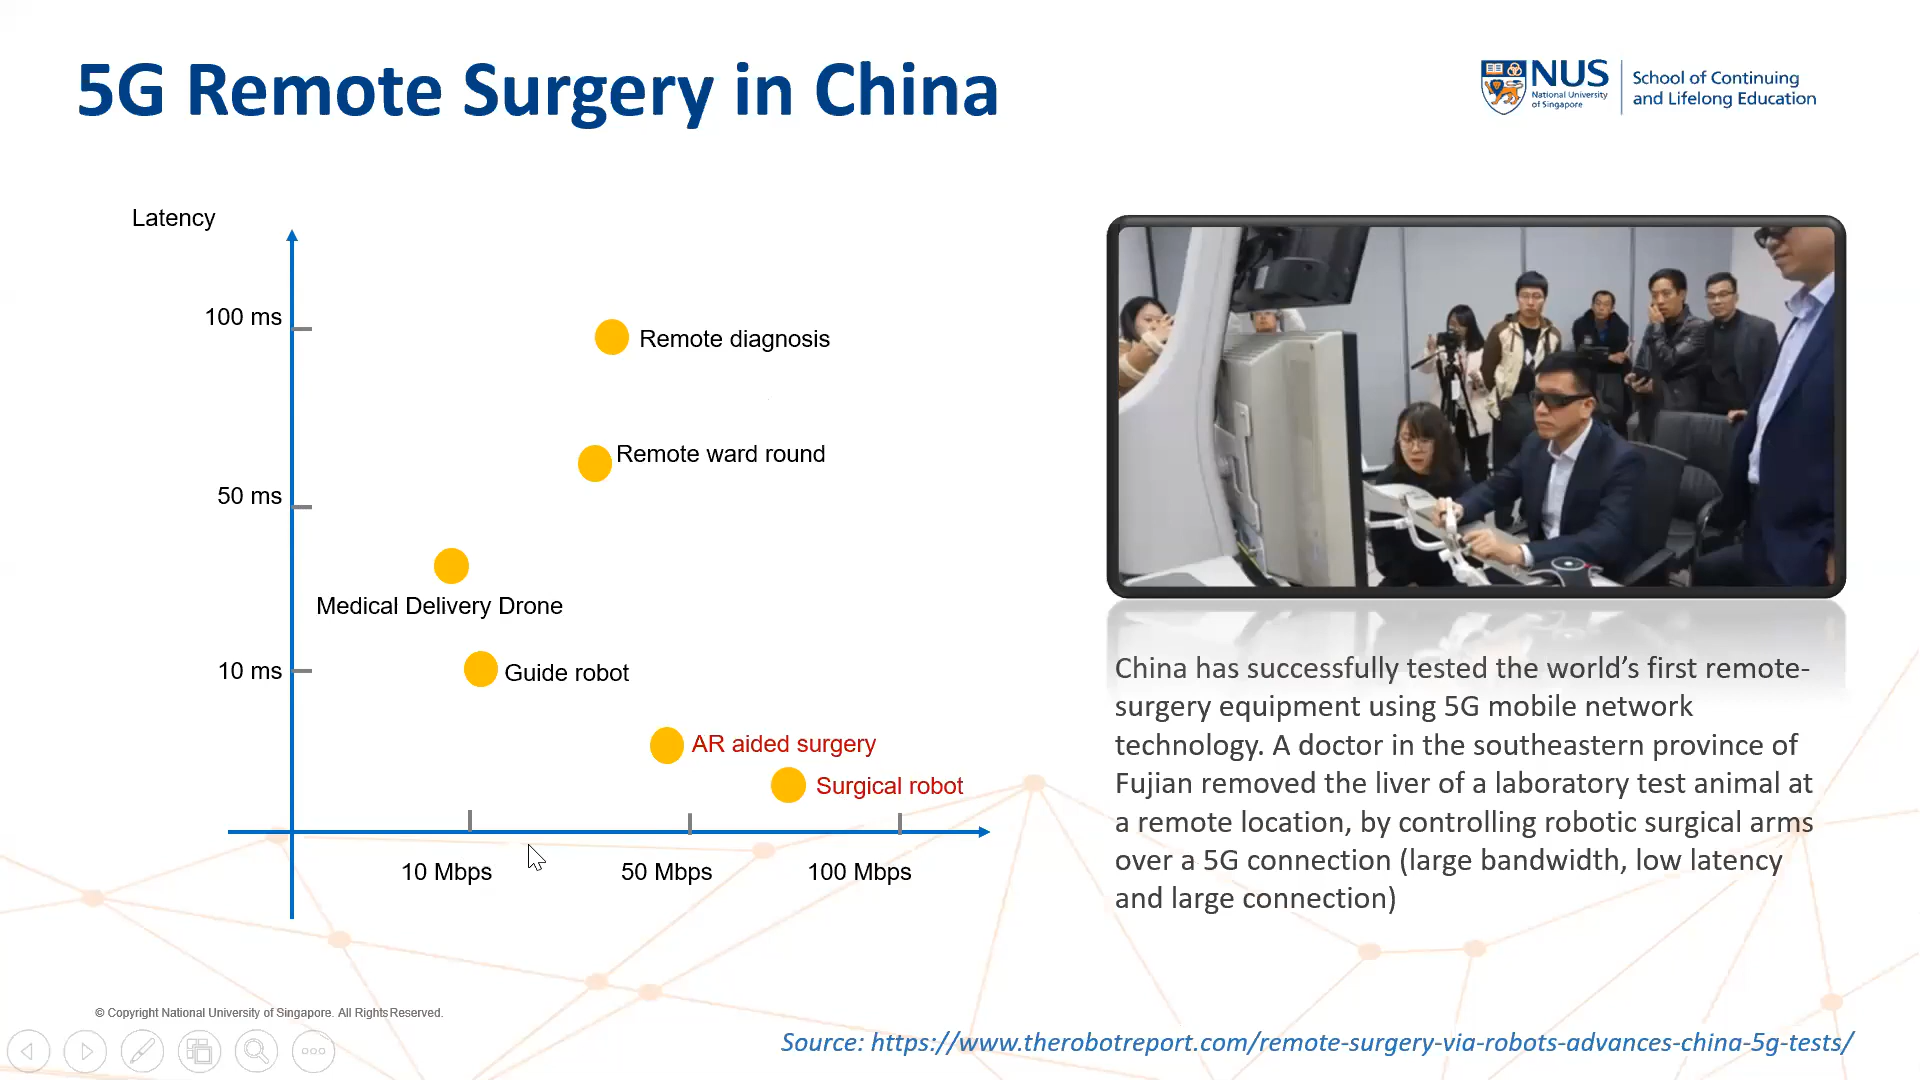 5G Remote Surgery in China
NUS
National University
of Singapore
School of Continuing
and Lifelong Education
Latency
100 ms
Remote diagnosis
Remote ward round
50 ms
Medical Delivery Drone
10 ms
Guide robot
AR aided surgery
Surgical robot
10 Mbps
50 Mbps
100 Mbps
China has successfully tested the world’s first remote-
surgery equipment using 5G mobile network
technology. A doctor in the southeastern province of
Fujian removed the liver of a laboratory test animal at
a remote location, by controlling robotic surgical arms
over a 5G connection (large bandwidth, low latency
and large connection)
© Copyright National University of Singapore. All Rights Reserved.
Source: https://www.therobotreport.com/remote-surgery-via-robots-advances-china-5g-tests/